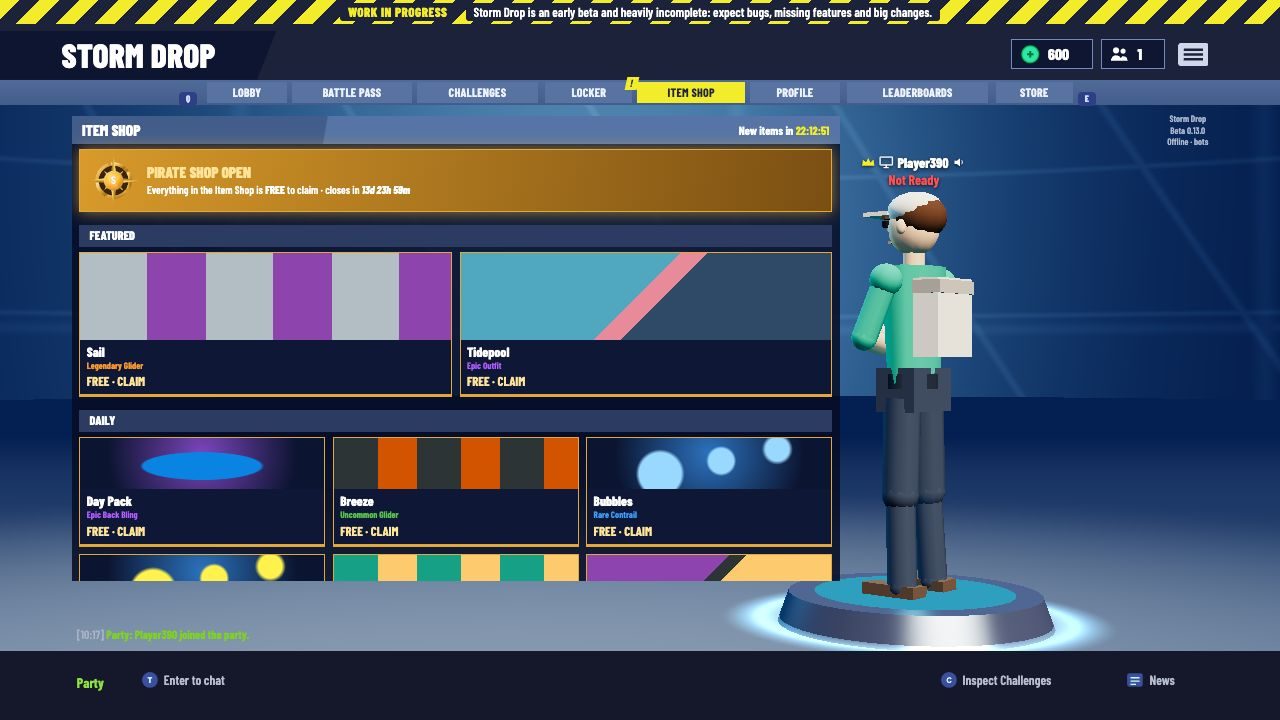 WORK IN PROGRESS Storm Drop is an early beta and heavily incomplete: expect bugs, missing features and big changes.
STORM DROP
600
1
Q
LOBBY
BATTLE PASS
CHALLENGES
LOCKER
!
ITEM SHOP
PROFILE
LEADERBOARDS
STORE
E
ITEM SHOP
New items in 22:12:51
Storm Drop
Beta 0.13.0
Offline · bots
PIRATE SHOP OPEN
Everything in the Item Shop is FREE to claim · closes in 13d 23h 59m
Player390
Not Ready
FEATURED
Sail
Legendary Glider
FREE · CLAIM
Tidepool
Epic Outfit
FREE · CLAIM
DAILY
Day Pack
Epic Back Bling
FREE · CLAIM
Breeze
Uncommon Glider
FREE · CLAIM
Bubbles
Rare Contrail
FREE · CLAIM
[10:17] Party: Player390 joined the party.
Party
T Enter to chat
C Inspect Challenges
News